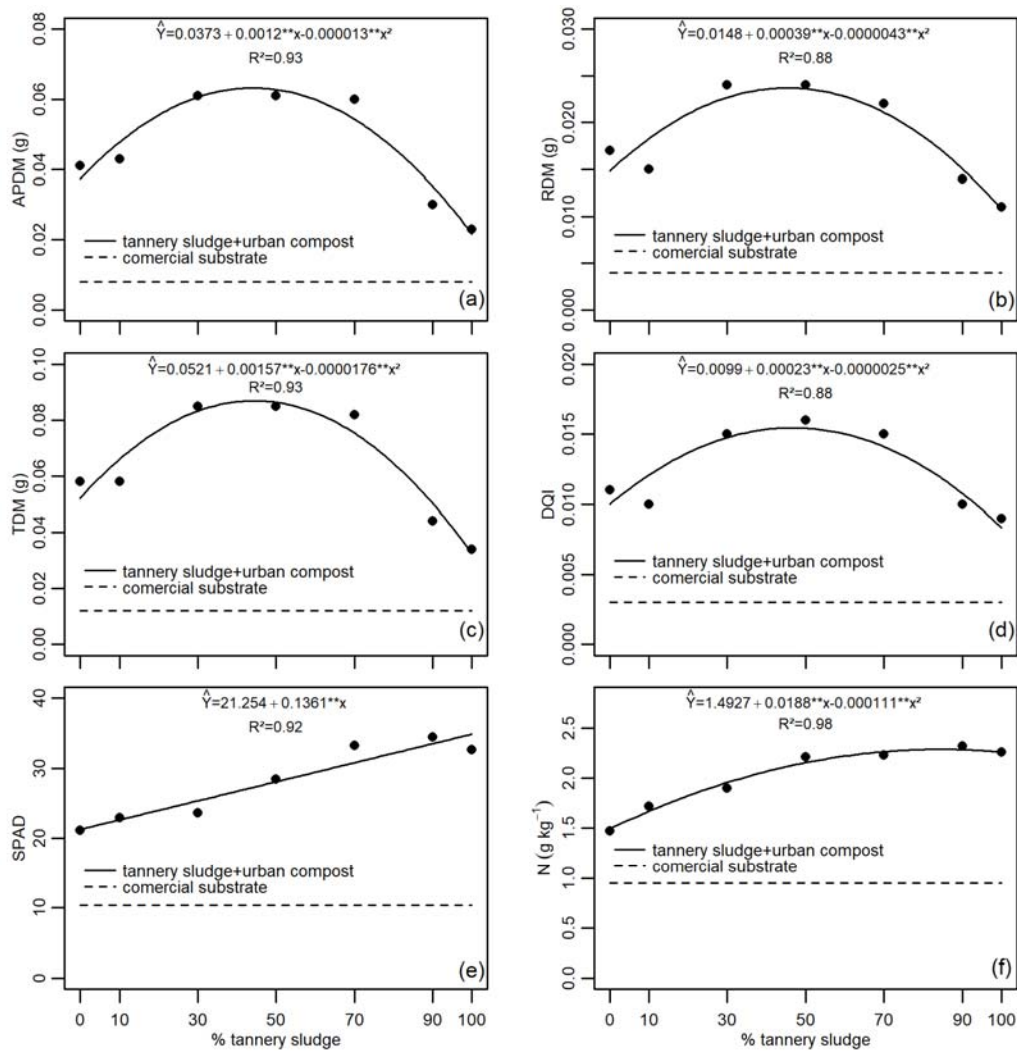 Ŷ=0.0373 + 0.0012**x-0.000013**x²
R²=0.93
APDM (g)
0.00 0.02 0.04 0.06 0.08
tannery sludge+urban compost
comercial substrate
(a)
Ŷ=0.0148 + 0.00039**x-0.0000043**x²
R²=0.88
RDM (g)
0.000 0.010 0.020 0.030
tannery sludge+urban compost
comercial substrate
(b)
Ŷ=0.0521 + 0.00157**x-0.0000176**x²
R²=0.93
TDM (g)
0.00 0.02 0.04 0.06 0.08 0.10
tannery sludge+urban compost
comercial substrate
(c)
Ŷ=0.0099 + 0.00023**x-0.0000025**x²
R²=0.88
DQI
0.000 0.005 0.010 0.015 0.020
tannery sludge+urban compost
comercial substrate
(d)
Ŷ=21.254 + 0.1361**x
R²=0.92
SPAD
0 10 20 30 40
tannery sludge+urban compost
comercial substrate
(e)
0 10 30 50 70 90 100
% tannery sludge
Ŷ=1.4927 + 0.0188**x-0.000111**x²
R²=0.98
N (g kg⁻¹)
0.0 0.5 1.0 1.5 2.0 2.5
tannery sludge+urban compost
comercial substrate
(f)
0 10 30 50 70 90 100
% tannery sludge